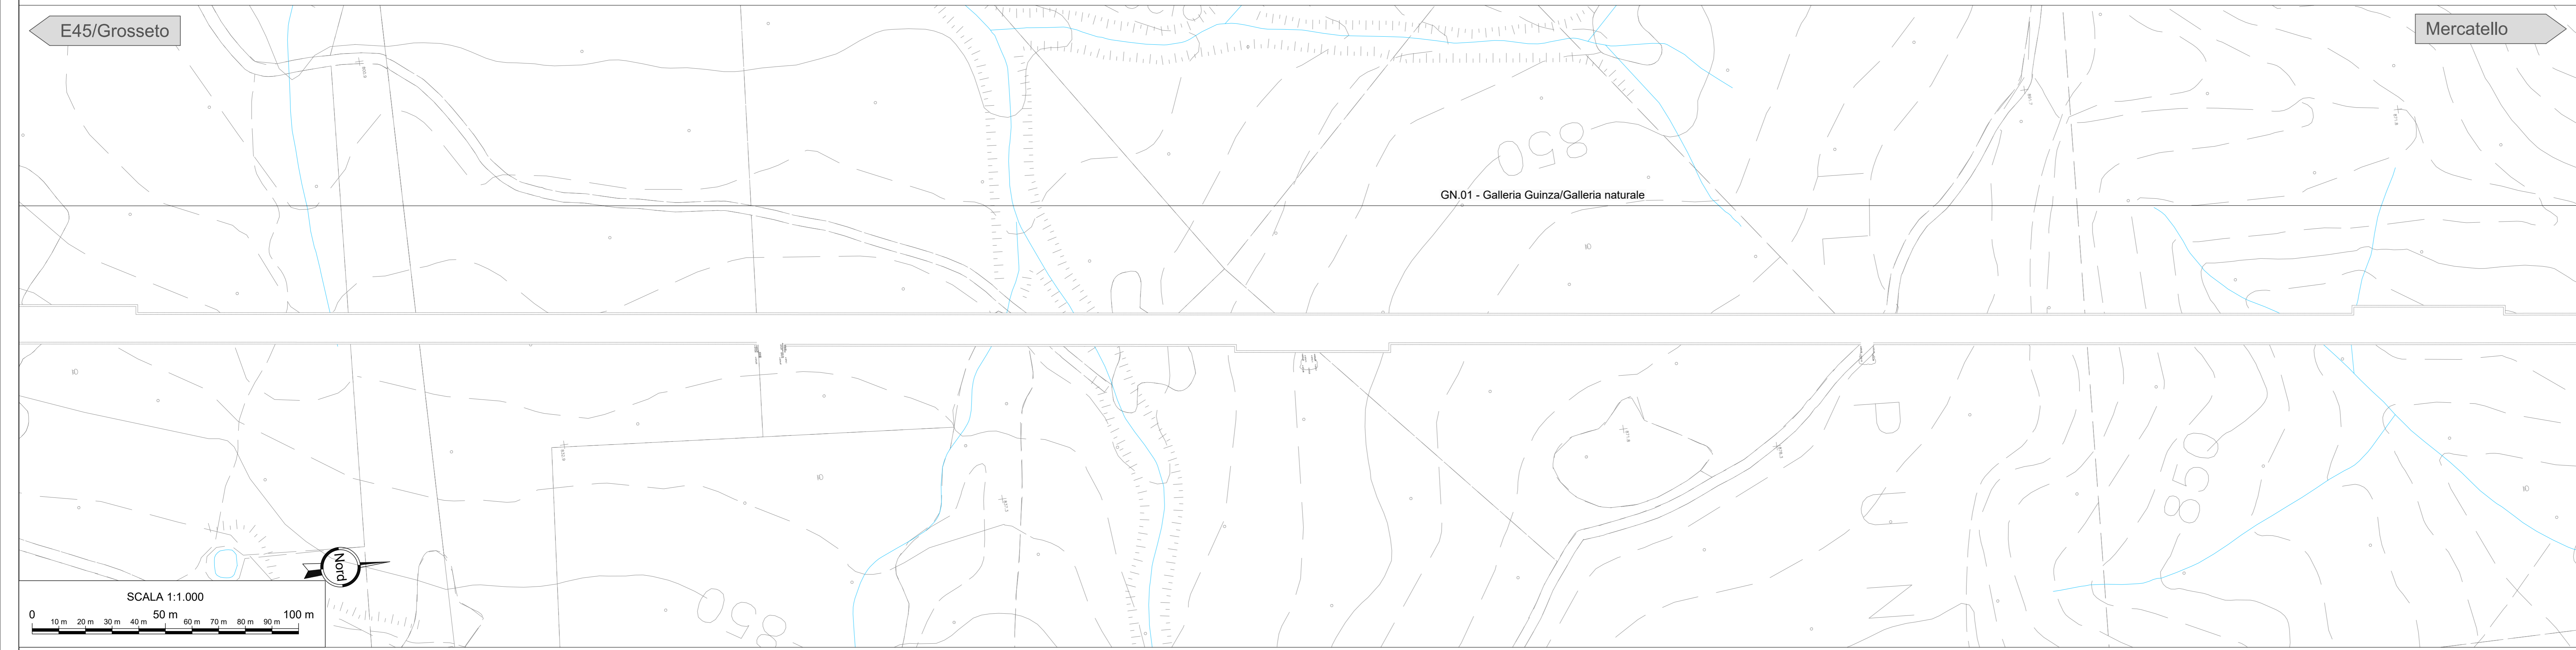 E45/Grosseto
Mercatello
850
GN.01 - Galleria Guinza/Galleria naturale
Nord
SCALA 1:1.000
0
50 m
100 m
10 m
20 m
30 m
40 m
60 m
70 m
80 m
90 m
850
850